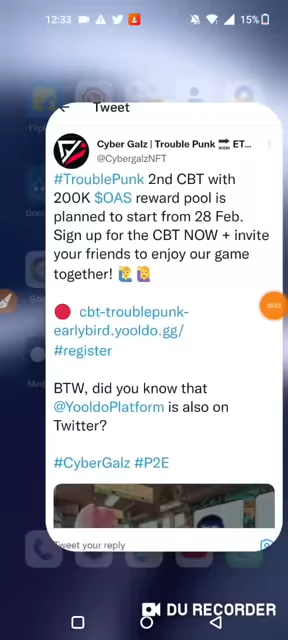 12:33
15%
Tweet
Cyber Galz | Trouble Punk 🔜 ET...
@CybergalzNFT
#TroublePunk 2nd CBT with
200K $OAS reward pool is
planned to start from 28 Feb.
Sign up for the CBT NOW + invite
your friends to enjoy our game
together! 🙋‍♂️ 🙋‍♀️
🔴 cbt-troublepunk-
earlybird.yooldo.gg/
#register
BTW, did you know that
@YooldoPlatform is also on
Twitter?
#CyberGalz #P2E
Tweet your reply
DU RECORDER